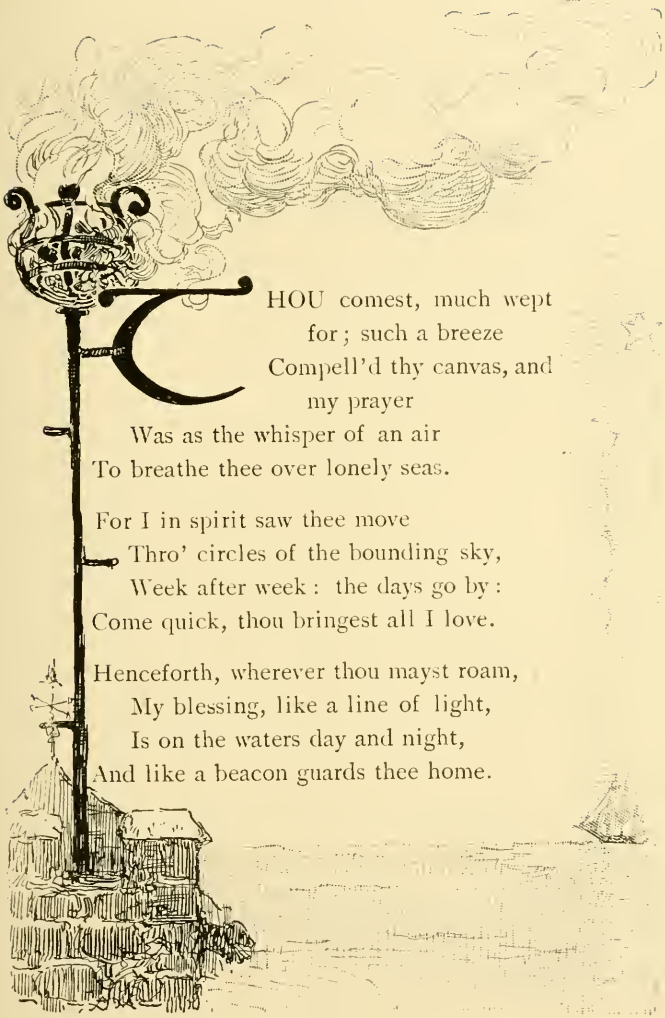 THOU comest, much wept
for; such a breeze
Compell'd thy canvas, and
my prayer
Was as the whisper of an air
To breathe thee over lonely seas.
For I in spirit saw thee move
Thro' circles of the bounding sky,
Week after week: the days go by:
Come quick, thou bringest all I love.
Henceforth, wherever thou mayst roam,
My blessing, like a line of light,
Is on the waters day and night,
And like a beacon guards thee home.